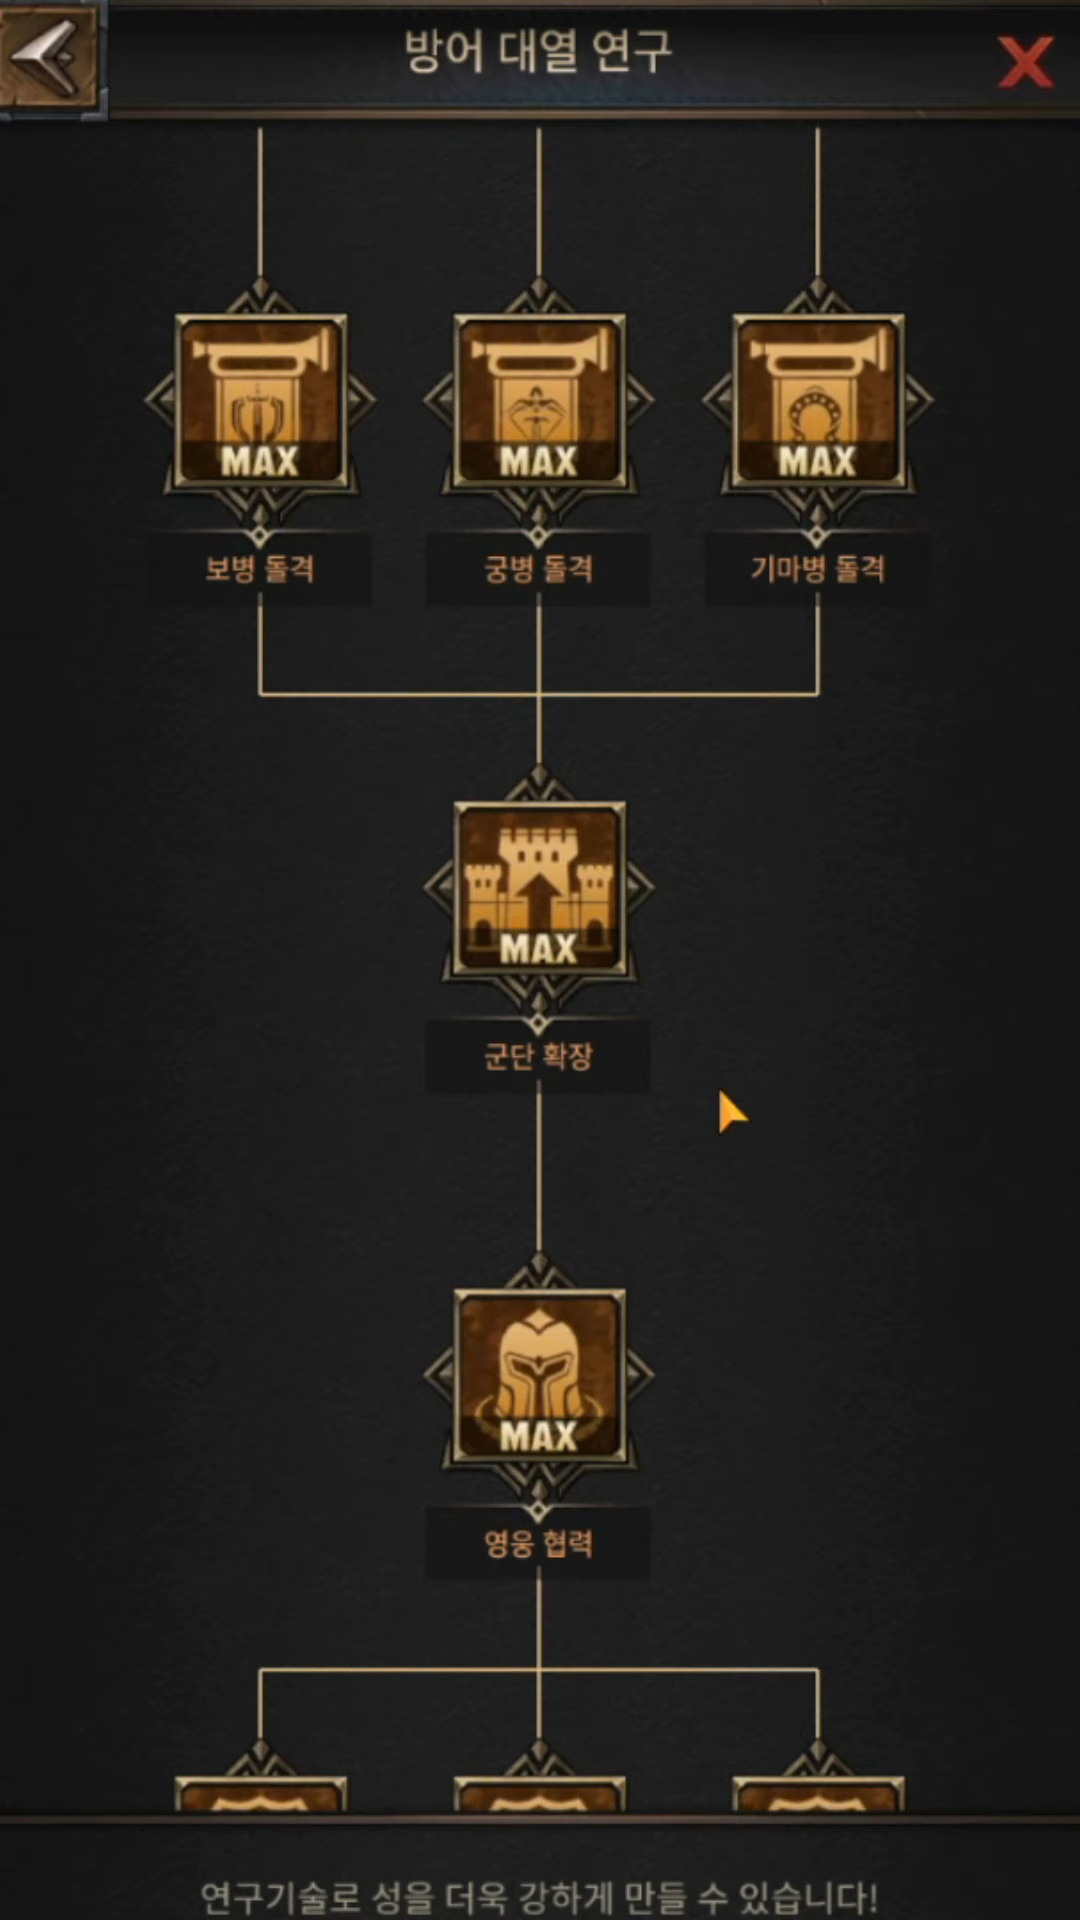 방어 대열 연구
MAX MAX MAX
보병 돌격 궁병 돌격 기마병 돌격
MAX
군단 확장
MAX
영웅 협력
연구기술로 성을 더욱 강하게 만들 수 있습니다!